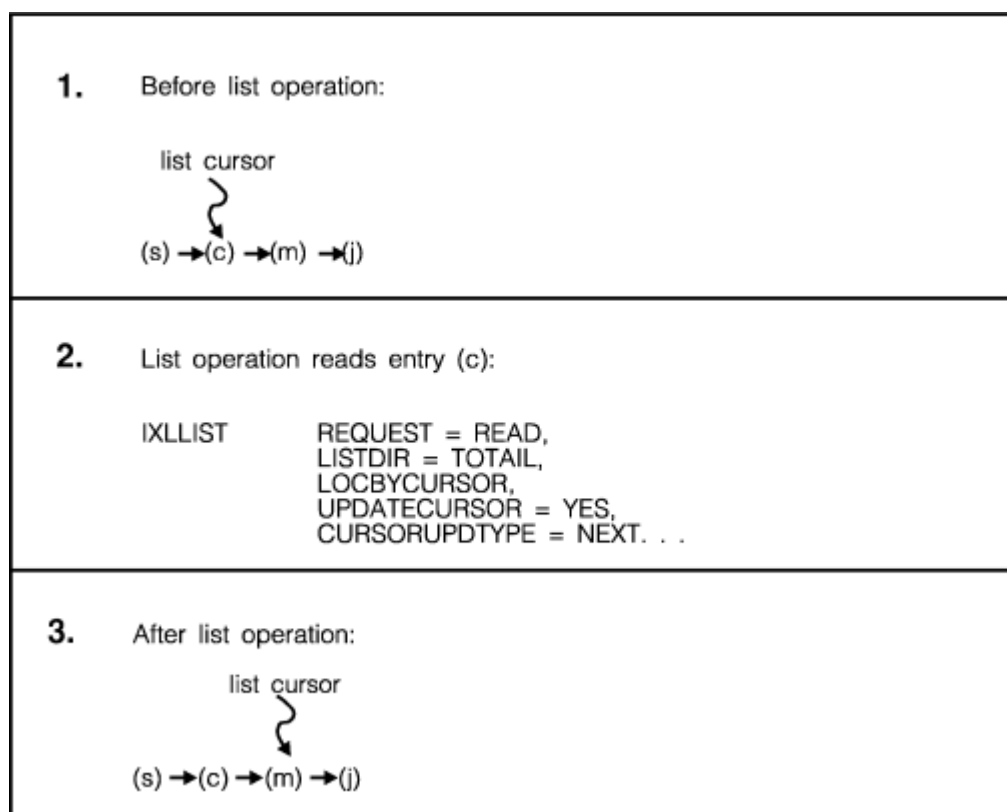 1. Before list operation:
list cursor
(s) →(c) →(m) →(j)
2. List operation reads entry (c):
IXLLIST REQUEST = READ,
LISTDIR = TOTAIL,
LOCBYCURSOR,
UPDATECURSOR = YES,
CURSORUPDTYPE = NEXT. . .
3. After list operation:
list cursor
(s) →(c) →(m) →(j)